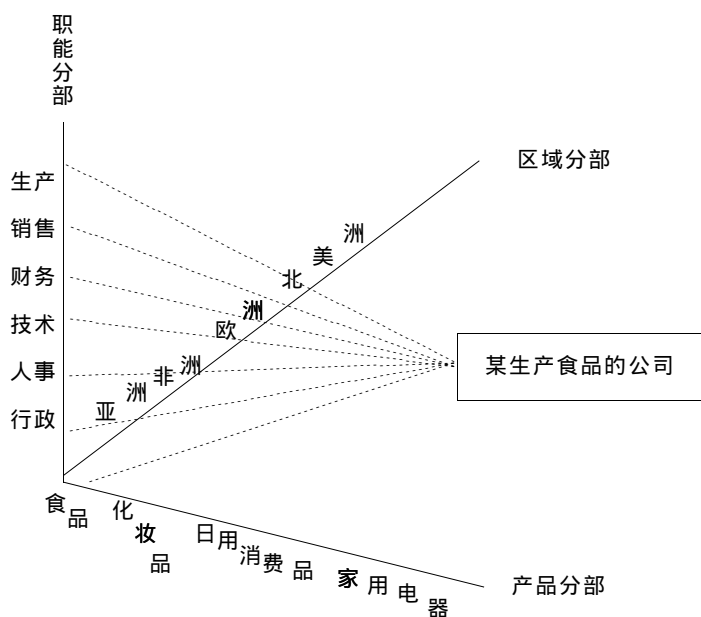 职能分部
区域分部
生产
销售
财务
技术
人事
行政
亚洲
非洲
欧洲
北美洲
某生产食品的公司
食品
化妆品
日用消费品
家用电器
产品分部